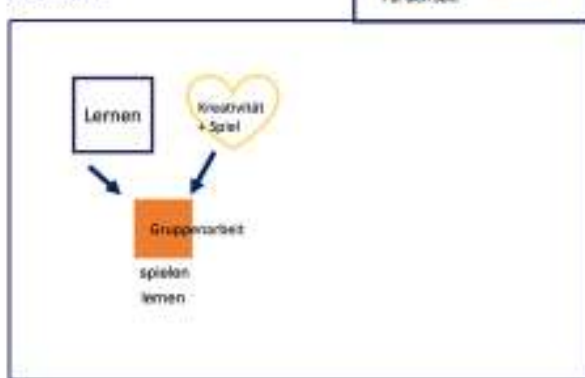 Lernen
Kreativität
+ Spiel
Gruppenarbeit
spielen
lernen